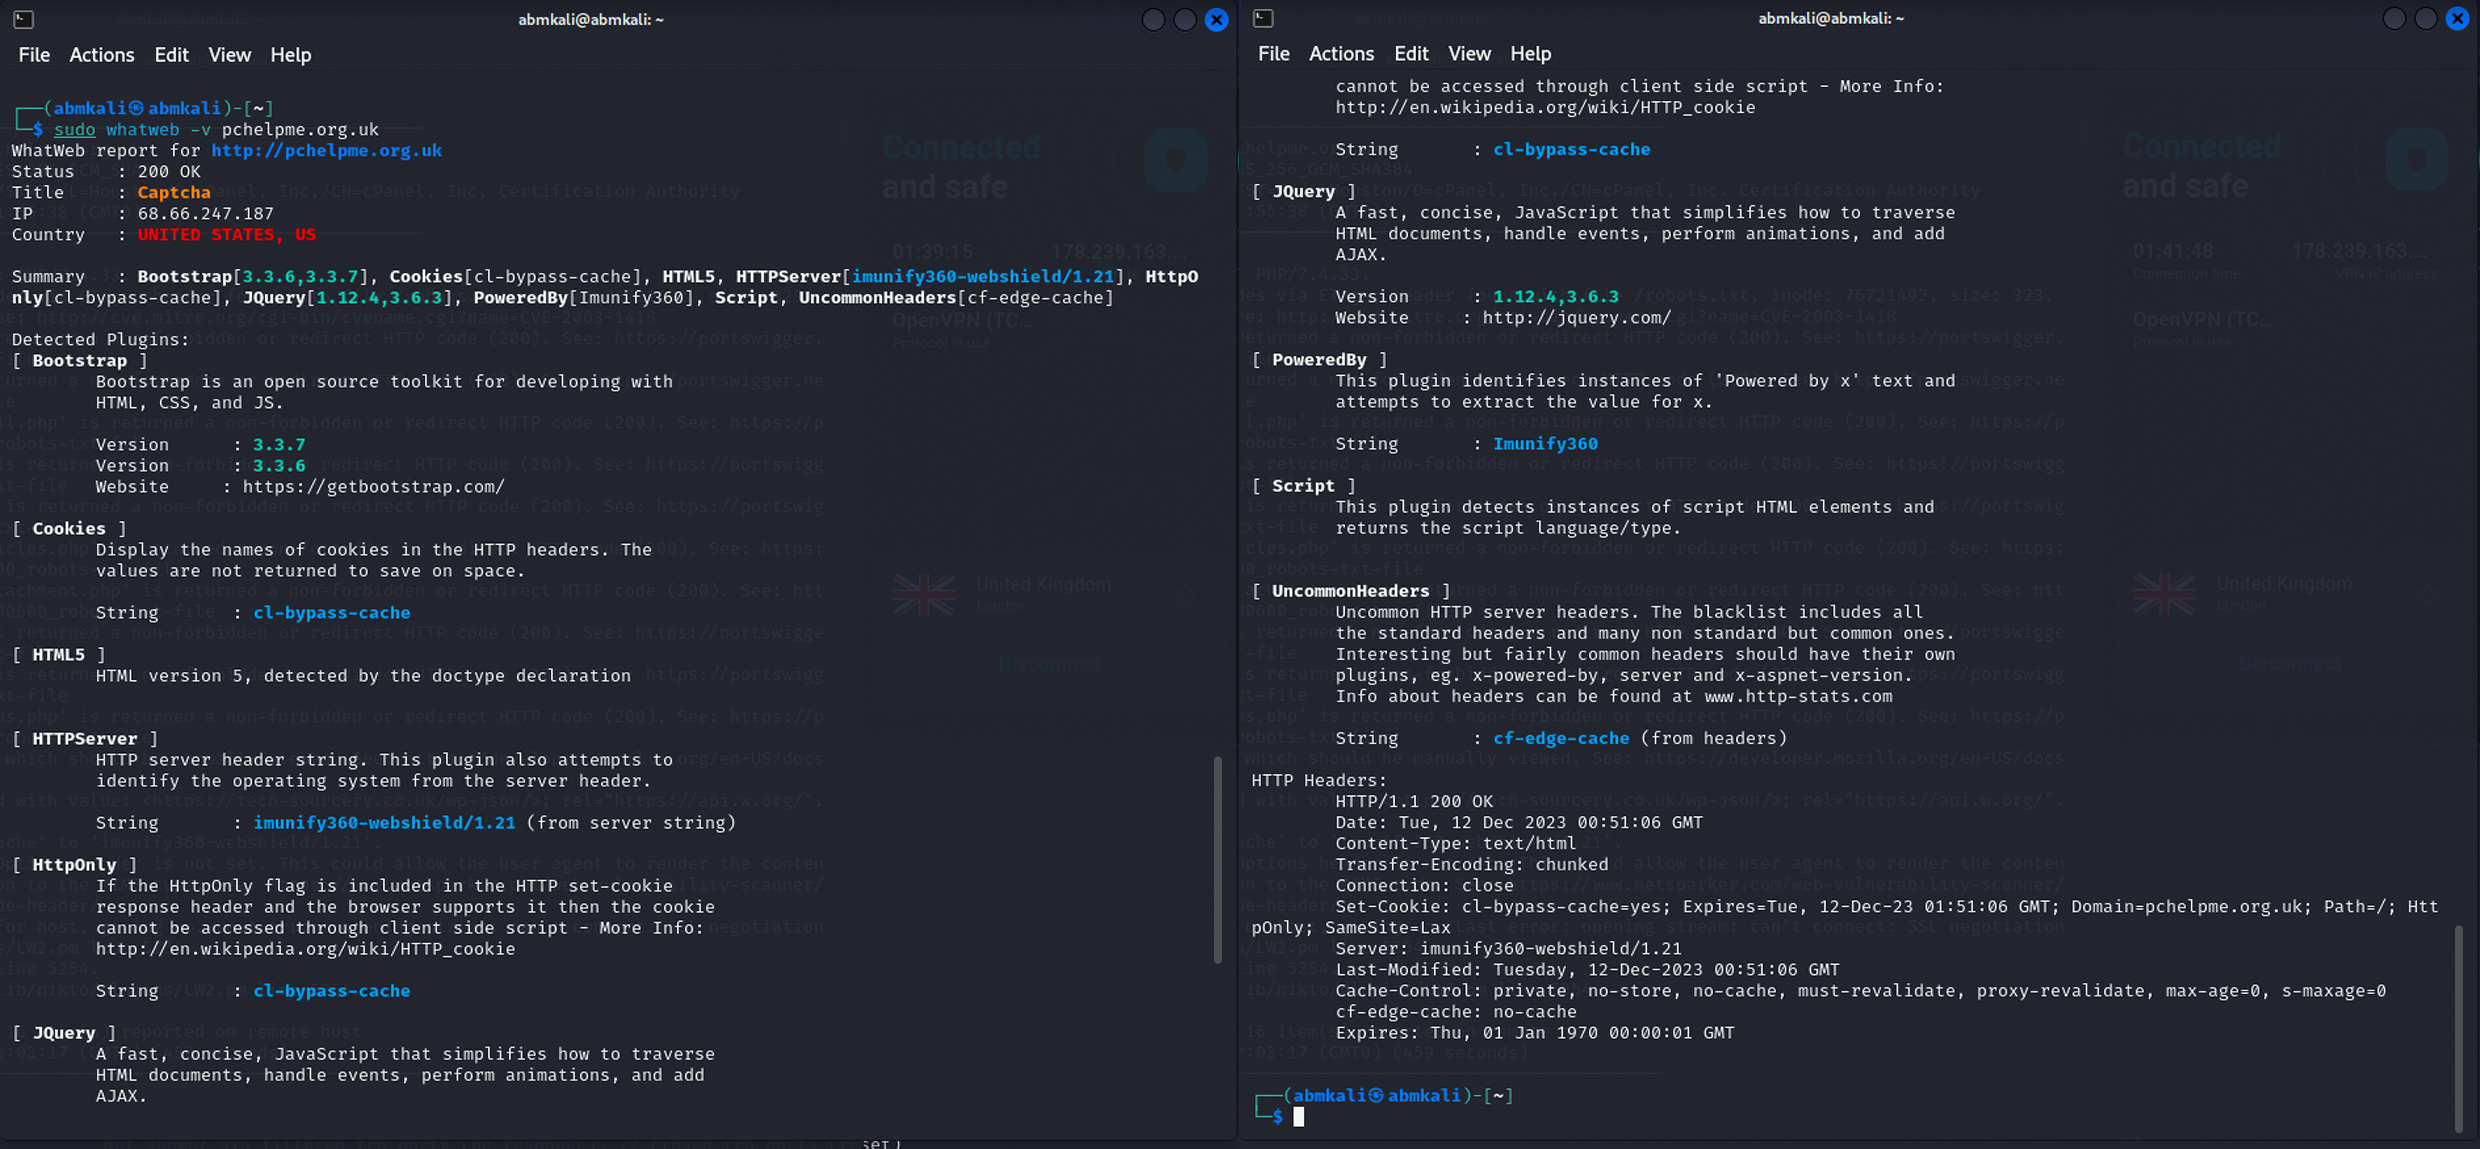 abmkali@abmkali: ~
File Actions Edit View Help
┌──(abmkali㉿abmkali)-[~]
└─$ sudo whatweb -v pchelpme.org.uk
WhatWeb report for http://pchelpme.org.uk
Status : 200 OK
Title : Captcha
IP : 68.66.247.187
Country : UNITED STATES, US
Summary : Bootstrap[3.3.6,3.3.7], Cookies[cl-bypass-cache], HTML5, HTTPServer[imunify360-webshield/1.21], HttpO
nly[cl-bypass-cache], JQuery[1.12.4,3.6.3], PoweredBy[Imunify360], Script, UncommonHeaders[cf-edge-cache]
Detected Plugins:
[ Bootstrap ]
Bootstrap is an open source toolkit for developing with
HTML, CSS, and JS.
Version : 3.3.7
Version : 3.3.6
Website : https://getbootstrap.com/
[ Cookies ]
Display the names of cookies in the HTTP headers. The
values are not returned to save on space.
String : cl-bypass-cache
[ HTML5 ]
HTML version 5, detected by the doctype declaration
[ HTTPServer ]
HTTP server header string. This plugin also attempts to
identify the operating system from the server header.
String : imunify360-webshield/1.21 (from server string)
[ HttpOnly ]
If the HttpOnly flag is included in the HTTP set-cookie
response header and the browser supports it then the cookie
cannot be accessed through client side script - More Info:
http://en.wikipedia.org/wiki/HTTP_cookie
String : cl-bypass-cache
[ JQuery ]
A fast, concise, JavaScript that simplifies how to traverse
HTML documents, handle events, perform animations, and add
AJAX.
abmkali@abmkali: ~
File Actions Edit View Help
cannot be accessed through client side script - More Info:
http://en.wikipedia.org/wiki/HTTP_cookie
String : cl-bypass-cache
[ JQuery ]
A fast, concise, JavaScript that simplifies how to traverse
HTML documents, handle events, perform animations, and add
AJAX.
Version : 1.12.4,3.6.3
Website : http://jquery.com/
[ PoweredBy ]
This plugin identifies instances of 'Powered by x' text and
attempts to extract the value for x.
String : Imunify360
[ Script ]
This plugin detects instances of script HTML elements and
returns the script language/type.
[ UncommonHeaders ]
Uncommon HTTP server headers. The blacklist includes all
the standard headers and many non standard but common ones.
Interesting but fairly common headers should have their own
plugins, eg. x-powered-by, server and x-aspnet-version.
Info about headers can be found at www.http-stats.com
String : cf-edge-cache (from headers)
HTTP Headers:
HTTP/1.1 200 OK
Date: Tue, 12 Dec 2023 00:51:06 GMT
Content-Type: text/html
Transfer-Encoding: chunked
Connection: close
Set-Cookie: cl-bypass-cache=yes; Expires=Tue, 12-Dec-23 01:51:06 GMT; Domain=pchelpme.org.uk; Path=/; Htt
pOnly; SameSite=Lax
Server: imunify360-webshield/1.21
Last-Modified: Tuesday, 12-Dec-2023 00:51:06 GMT
Cache-Control: private, no-store, no-cache, must-revalidate, proxy-revalidate, max-age=0, s-maxage=0
cf-edge-cache: no-cache
Expires: Thu, 01 Jan 1970 00:00:01 GMT
┌──(abmkali㉿abmkali)-[~]
└─$